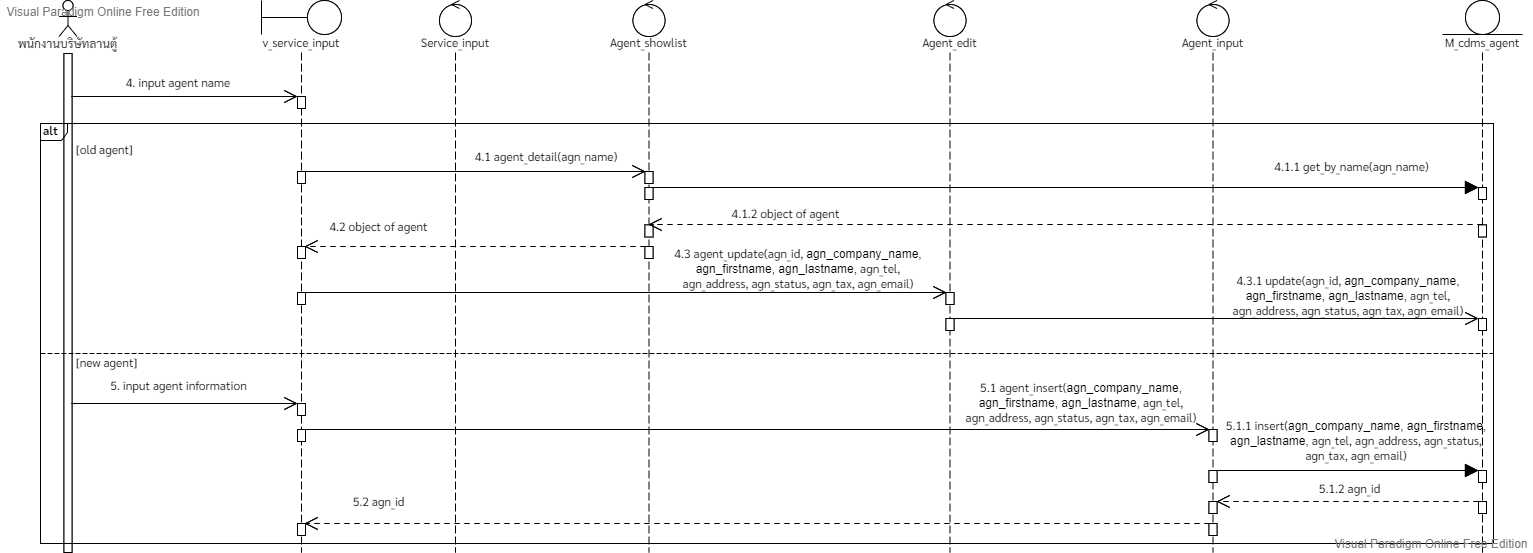 Visual Paradigm Online Free Edition
พนักงานบริษัทลานตู้
v_service_input
Service_input
Agent_showlist
Agent_edit
Agent_input
M_cdms_agent
4. input agent name
alt
[old agent]
4.1 agent_detail(agn_name)
4.1.1 get_by_name(agn_name)
4.1.2 object of agent
4.2 object of agent
4.3 agent_update(agn_id, agn_company_name,
agn_firstname, agn_lastname, agn_tel,
agn_address, agn_status, agn_tax, agn_email)
4.3.1 update(agn_id, agn_company_name,
agn_firstname, agn_lastname, agn_tel,
agn_address, agn_status, agn_tax, agn_email)
[new agent]
5. input agent information
5.1 agent_insert(agn_company_name,
agn_firstname, agn_lastname, agn_tel,
agn_address, agn_status, agn_tax, agn_email)
5.1.1 insert(agn_company_name, agn_firstname,
agn_lastname, agn_tel, agn_address, agn_status,
agn_tax, agn_email)
5.1.2 agn_id
5.2 agn_id
Visual Paradigm Online Free Edition